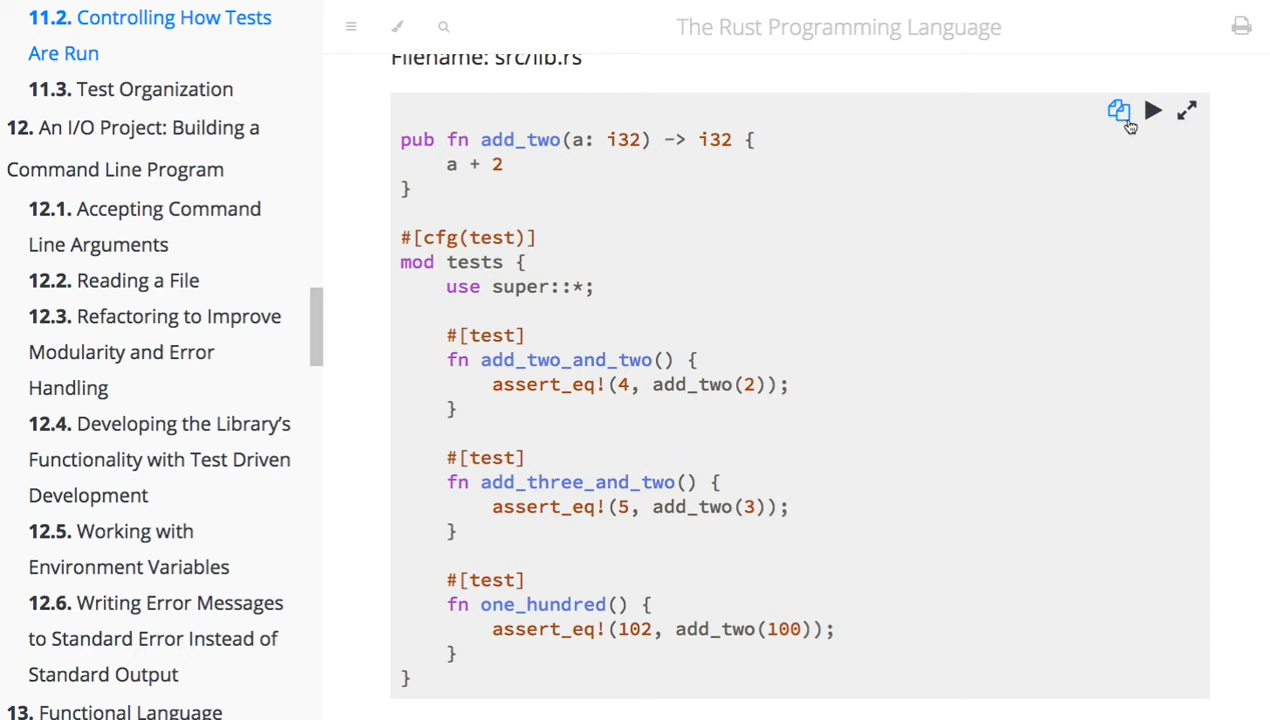 11.2. Controlling How Tests
Are Run
11.3. Test Organization
12. An I/O Project: Building a
Command Line Program
12.1. Accepting Command
Line Arguments
12.2. Reading a File
12.3. Refactoring to Improve
Modularity and Error
Handling
12.4. Developing the Library’s
Functionality with Test Driven
Development
12.5. Working with
Environment Variables
12.6. Writing Error Messages
to Standard Error Instead of
Standard Output
13. Functional Language
The Rust Programming Language
Filename: src/lib.rs
pub fn add_two(a: i32) -> i32 {
    a + 2
}
#[cfg(test)]
mod tests {
    use super::*;
    #[test]
    fn add_two_and_two() {
        assert_eq!(4, add_two(2));
    }
    #[test]
    fn add_three_and_two() {
        assert_eq!(5, add_two(3));
    }
    #[test]
    fn one_hundred() {
        assert_eq!(102, add_two(100));
    }
}